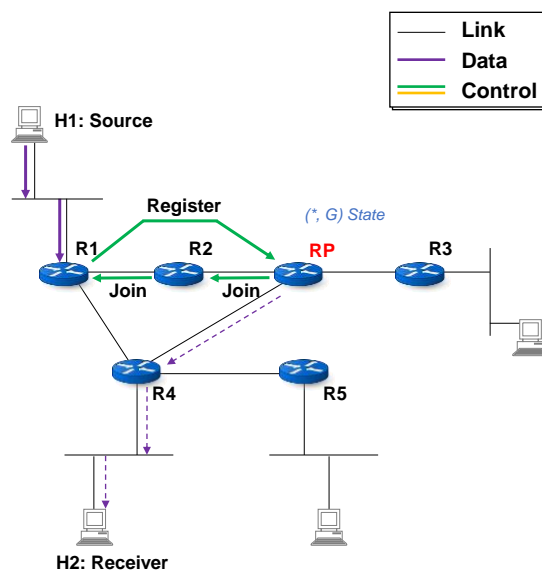 Link
Data
Control
H1: Source
Register
(*, G) State
R1
R2
RP
R3
Join
Join
R4
R5
H2: Receiver